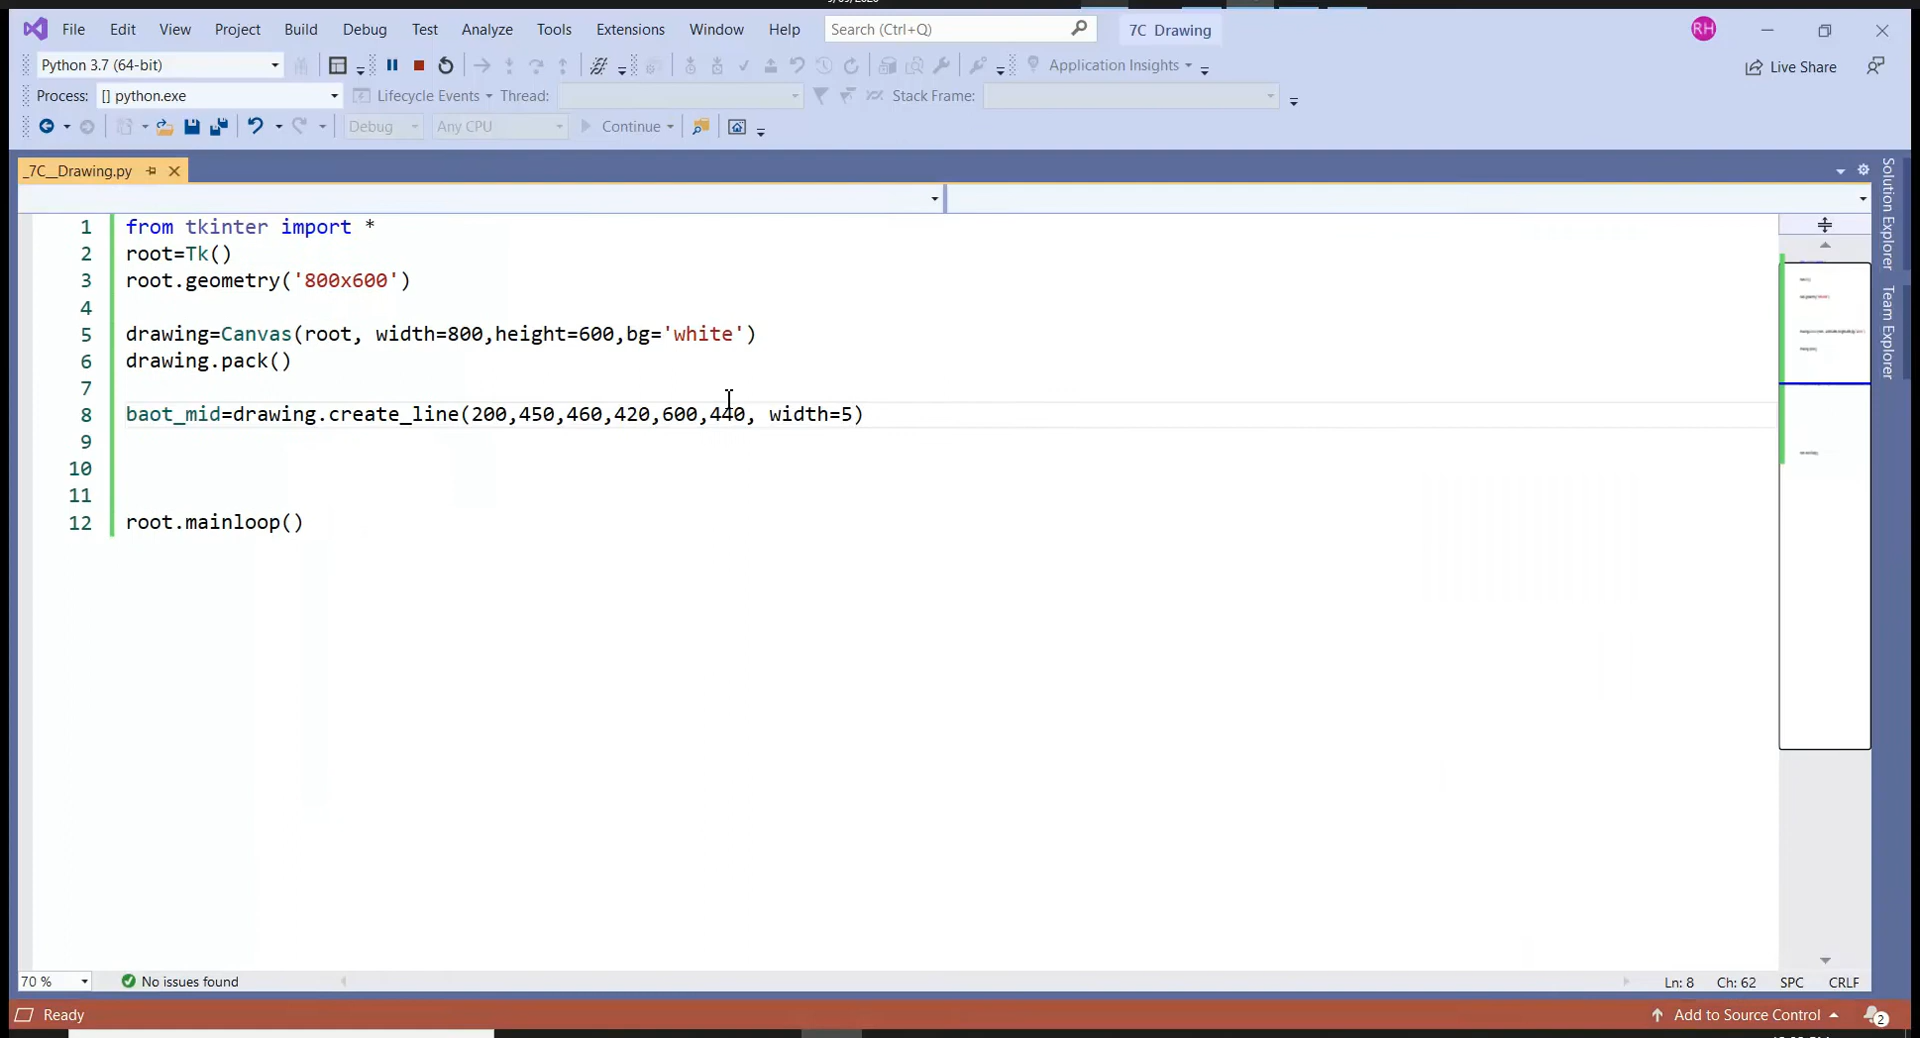 File Edit View Project Build Debug Test Analyze Tools Extensions Window Help Search (Ctrl+Q) 7C Drawing RH
Python 3.7 (64-bit) Application Insights Live Share
Process: [] python.exe Lifecycle Events Thread: Stack Frame:
Debug Any CPU Continue
_7C__Drawing.py
Solution Explorer
Team Explorer
1 from tkinter import *
2 root=Tk()
3 root.geometry('800x600')
4
5 drawing=Canvas(root, width=800,height=600,bg='white')
6 drawing.pack()
7
8 baot_mid=drawing.create_line(200,450,460,420,600,440, width=5)
9
10
11
12 root.mainloop()
70 % No issues found Ln: 8 Ch: 62 SPC CRLF
Ready Add to Source Control 2